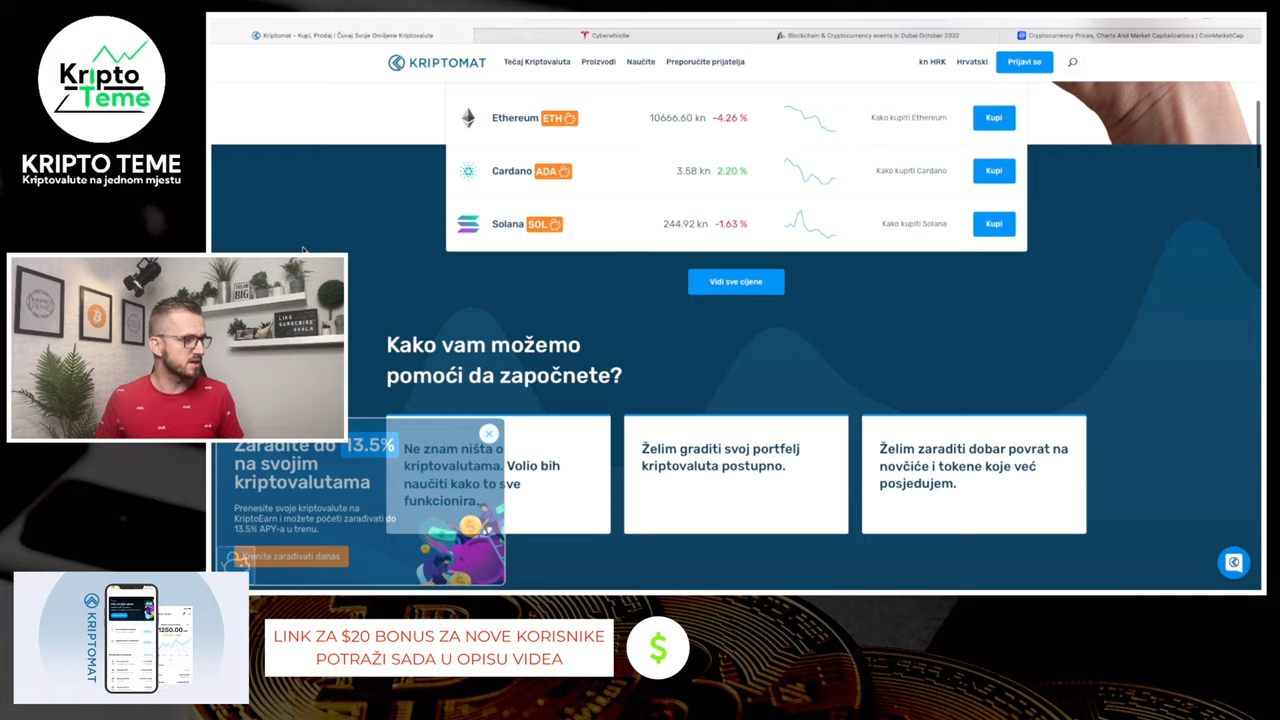 Kripto
Teme
KRIPTO TEME
Kriptovalute na jednom mjestu
Kriptomat - Kupi, Prodaj i Čuvaj Svoje Omiljene Kriptovalute
Cyberwhistle
Blockchain & Cryptocurrency events in Dubai October 2022
Cryptocurrency Prices, Charts And Market Capitalizations | CoinMarketCap
KRIPTOMAT
Tečaj Kriptovaluta
Proizvodi
Naučite
Preporučite prijatelja
kn HRK
Hrvatski
Prijavi se
Ethereum ETH
10666.60 kn -4.26 %
Kako kupiti Ethereum
Kupi
Cardano ADA
3.58 kn 2.20 %
Kako kupiti Cardano
Kupi
Solana SOL
244.92 kn -1.63 %
Kako kupiti Solana
Kupi
Vidi sve cijene
Kako vam možemo
pomoći da započnete?
Ne znam ništa o
kriptovalutama. Volio bih
naučiti kako to sve
funkcionira.
Želim graditi svoj portfelj
kriptovaluta postupno.
Želim zaraditi dobar povrat na
novčiće i tokene koje već
posjedujem.
Zaradite do 13.5%
na svojim
kriptovalutama
Prenesite svoje kriptovalute na
KriptoEarn i možete početi zarađivati do
13.5% APY-a u trenu.
Krenite zarađivati danas
DREAM
BIG
LIKE
SUBSCRIBE
HVALA
KRIPTOMAT
1250.00
LINK ZA $20 BONUS ZA NOVE KORISNIKE
POTRAŽI SADA U OPISU VIDEA
$